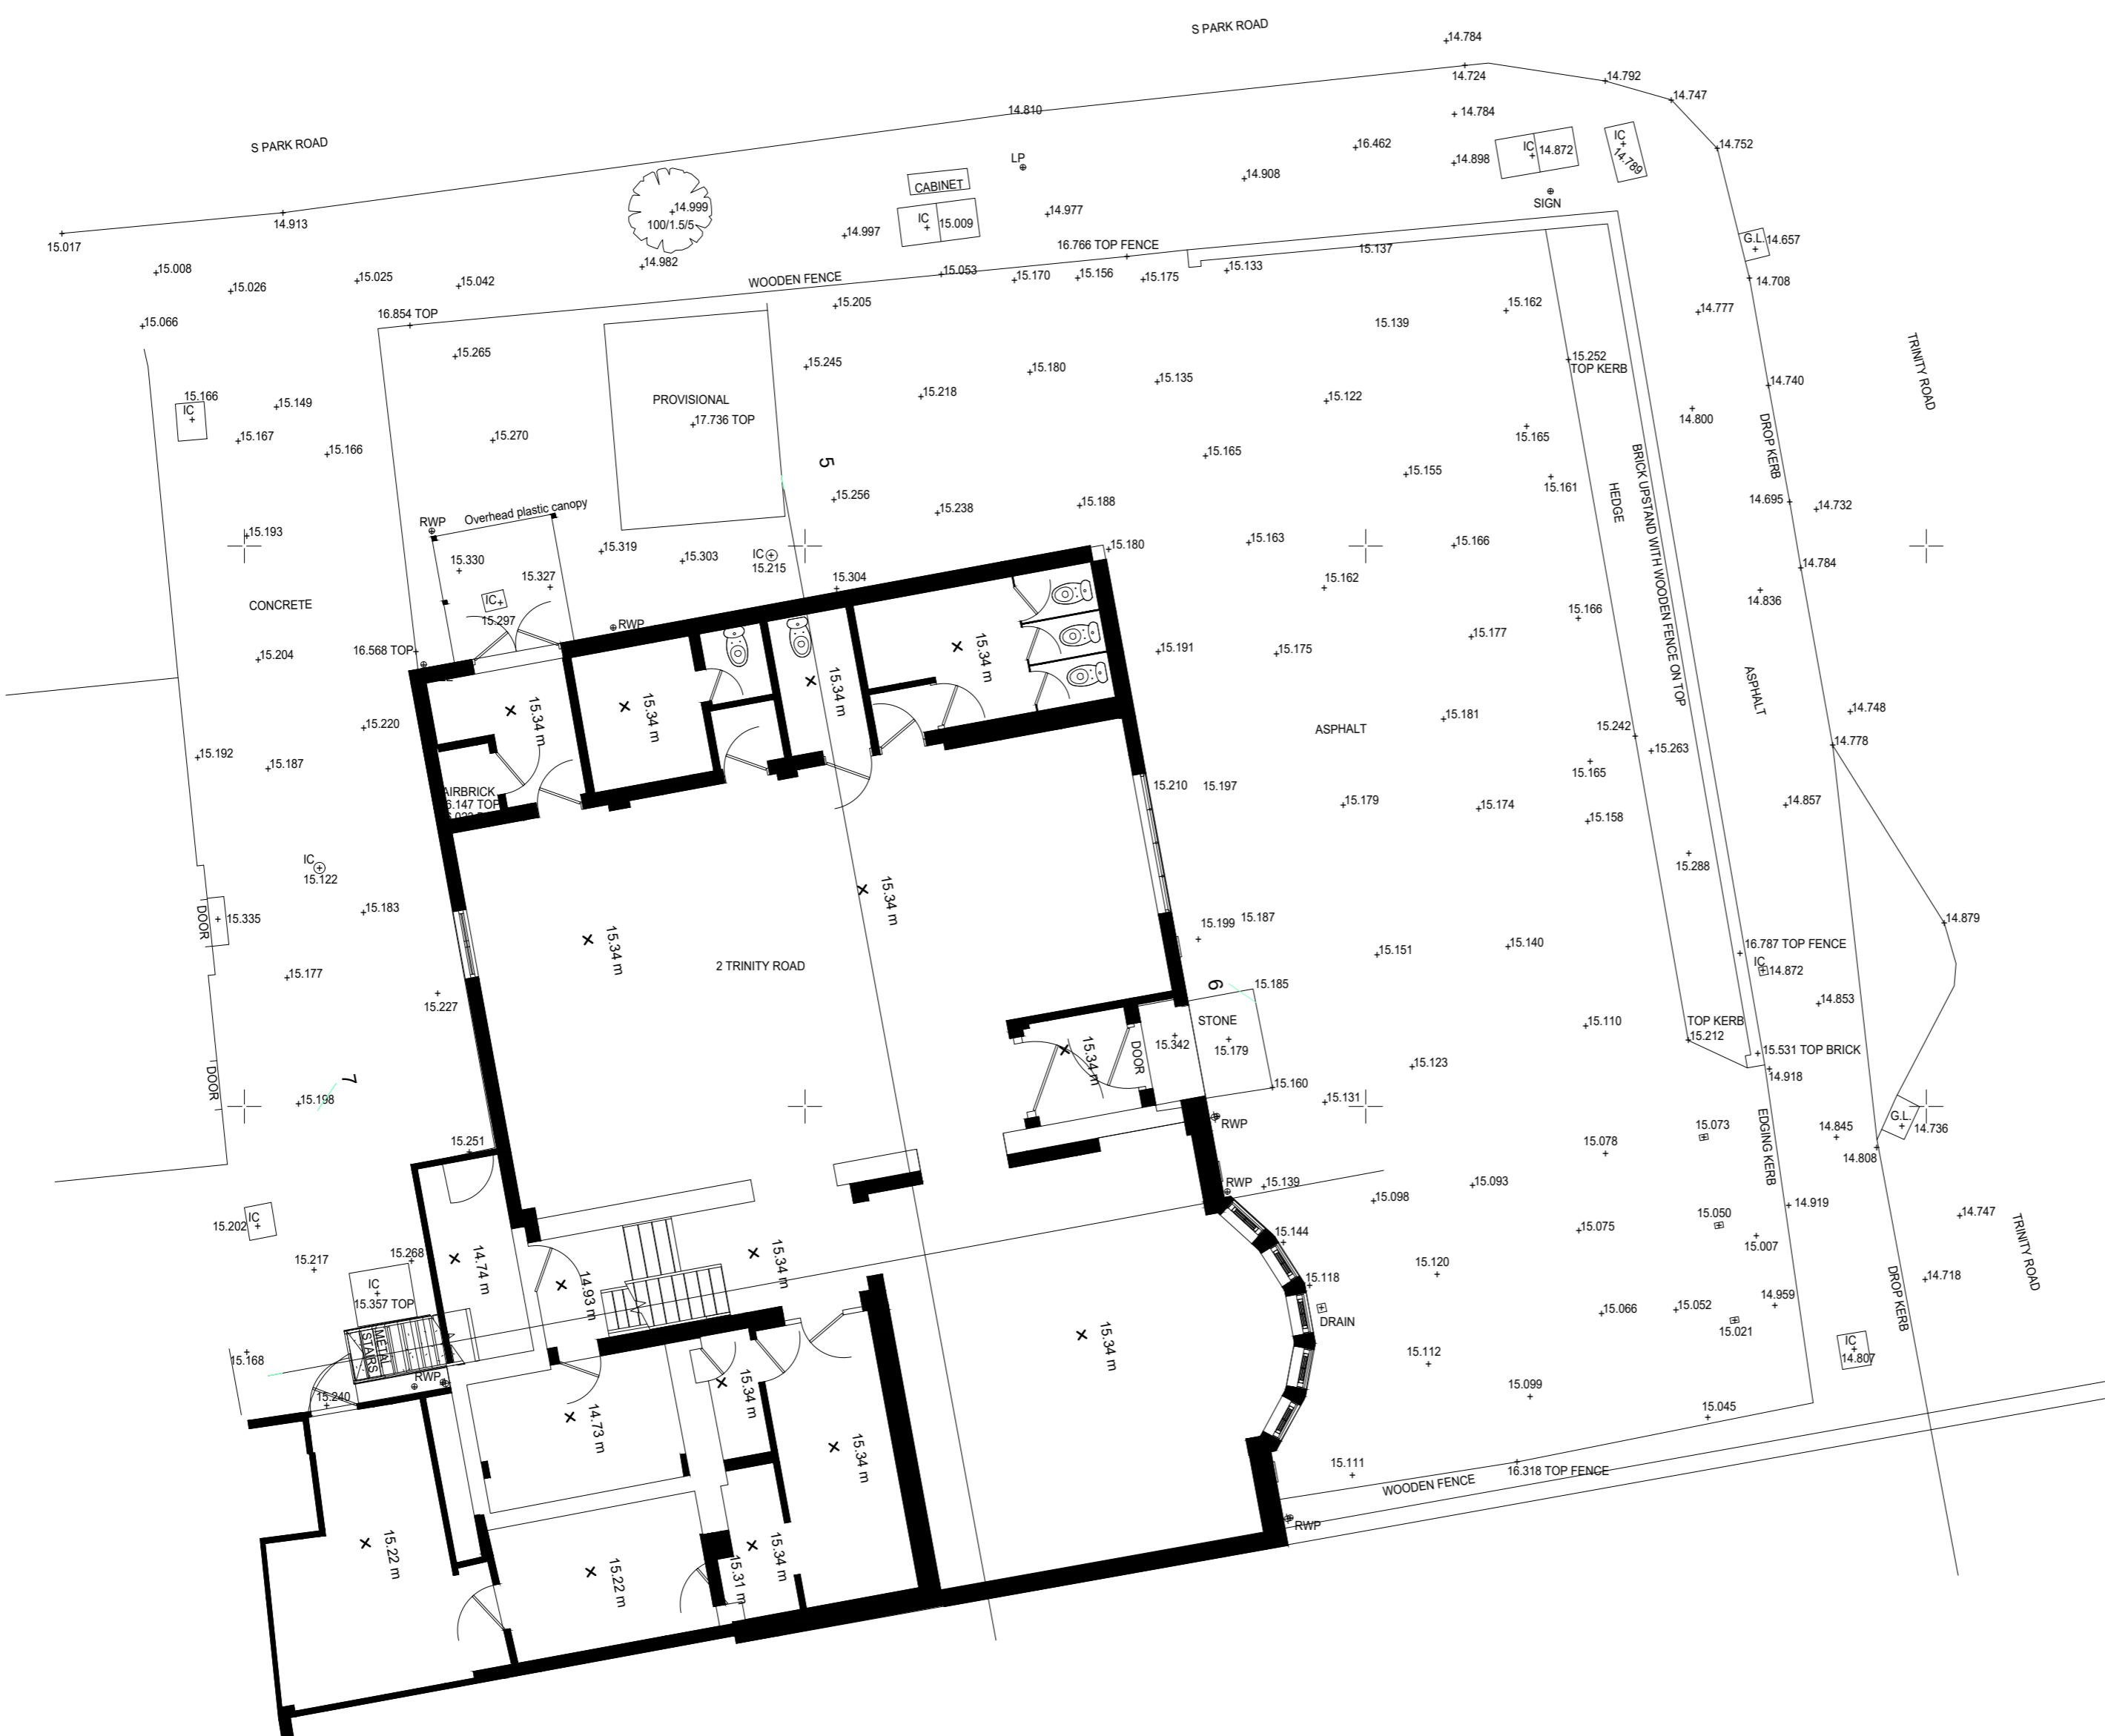 S PARK ROAD
14.784
14.724
14.792
14.747
14.810
14.784
14.752
S PARK ROAD
16.462
IC
14.872
IC
14.789
LP
14.898
14.908
CABINET
14.999
100/1.5/5
SIGN
14.977
IC
15.009
14.913
15.017
14.997
G.L.
14.657
16.766 TOP FENCE
15.137
14.982
15.008
15.026
15.025
15.042
WOODEN FENCE
15.053
15.170
15.156
15.175
15.133
14.708
15.205
15.162
14.777
16.854 TOP
15.066
15.139
TRINITY ROAD
15.265
15.245
15.180
15.135
15.252
TOP KERB
14.740
15.166
IC
15.149
PROVISIONAL
17.736 TOP
15.218
15.122
14.800
DROP KERB
15.167
15.166
15.270
5
15.165
15.155
15.165
15.161
HEDGE
BRICK UPSTAND WITH WOODEN FENCE ON TOP
15.256
15.238
15.188
14.695
14.732
Overhead plastic canopy
RWP
15.193
15.319
15.303
IC
15.215
15.180
15.163
15.166
14.784
15.330
15.327
15.304
15.162
14.836
CONCRETE
IC
15.297
RWP
15.166
15.204
16.568 TOP
15.34 m
15.34 m
15.34 m
15.34 m
15.191
15.175
15.177
ASPHALT
15.220
ASPHALT
15.181
15.242
15.263
14.748
14.778
15.192
15.187
AIRBRICK
6.147 TOP
15.210
15.197
15.179
15.174
15.165
15.158
14.857
IC
15.122
15.288
DOOR
15.335
15.183
15.34 m
15.34 m
15.199
15.187
14.879
15.177
2 TRINITY ROAD
15.151
15.140
16.787 TOP FENCE
IC
14.872
15.227
6
15.185
14.853
STONE
15.342
15.179
15.110
TOP KERB
15.212
15.531 TOP BRICK
DOOR
15.34 m
DOOR
15.123
14.918
7
15.198
15.160
15.131
RWP
EDGING KERB
15.073
14.845
G.L.
14.736
15.251
15.078
14.808
RWP
15.139
15.098
15.093
14.919
15.202
IC
15.050
14.747
15.217
15.268
14.74 m
14.93 m
15.34 m
15.144
15.075
15.007
TRINITY ROAD
IC
15.357 TOP
15.118
15.120
14.718
DROP KERB
METAL
STAIRS
DRAIN
15.066
15.052
14.959
15.021
15.34 m
15.168
RWP
15.112
IC
14.807
15.240
14.73 m
15.34 m
15.34 m
15.099
15.045
15.111
16.318 TOP FENCE
WOODEN FENCE
RWP
15.22 m
15.22 m
15.31 m
15.34 m